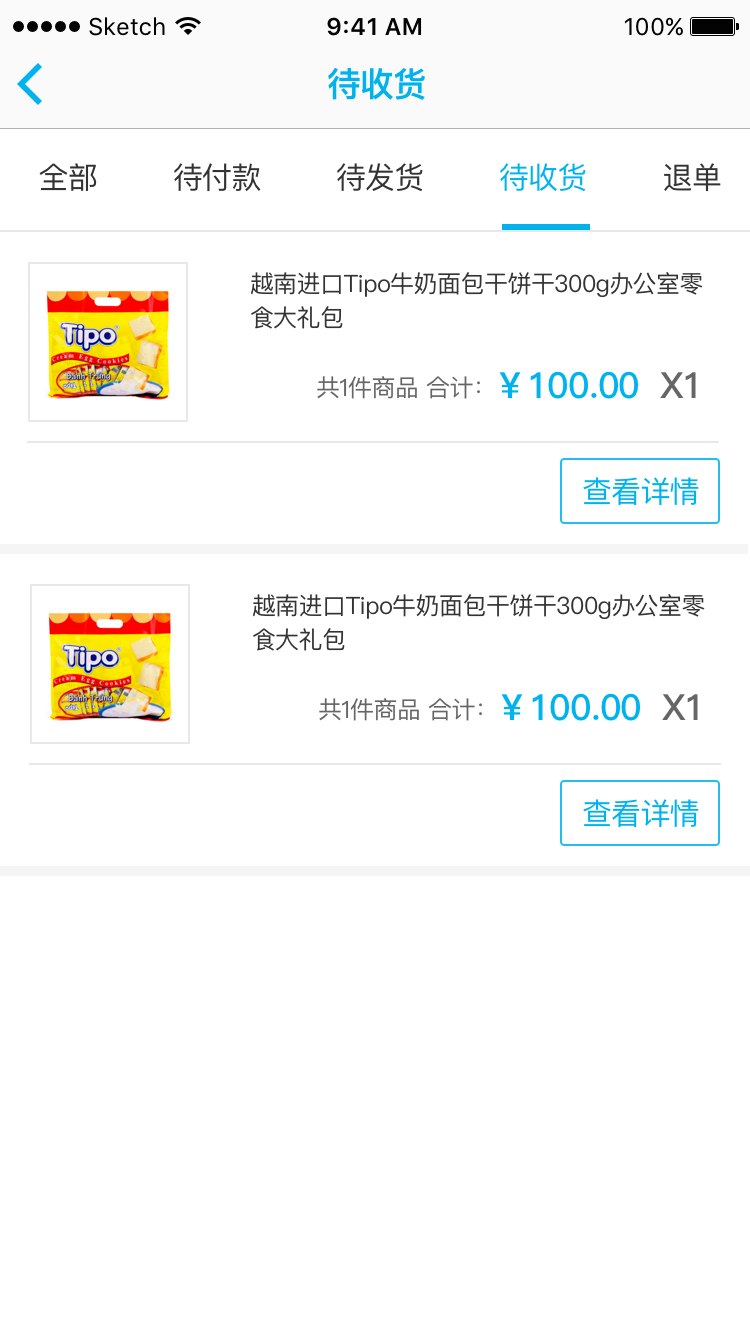 ●●●●● Sketch 9:41 AM 100%
待收货
全部 待付款 待发货 待收货 退单
越南进口Tipo牛奶面包干饼干300g办公室零
食大礼包
Tipo
Cream Egg Cookies
共1件商品 合计: ¥ 100.00 X1
查看详情
越南进口Tipo牛奶面包干饼干300g办公室零
食大礼包
Tipo
Cream Egg Cookies
共1件商品 合计: ¥ 100.00 X1
查看详情